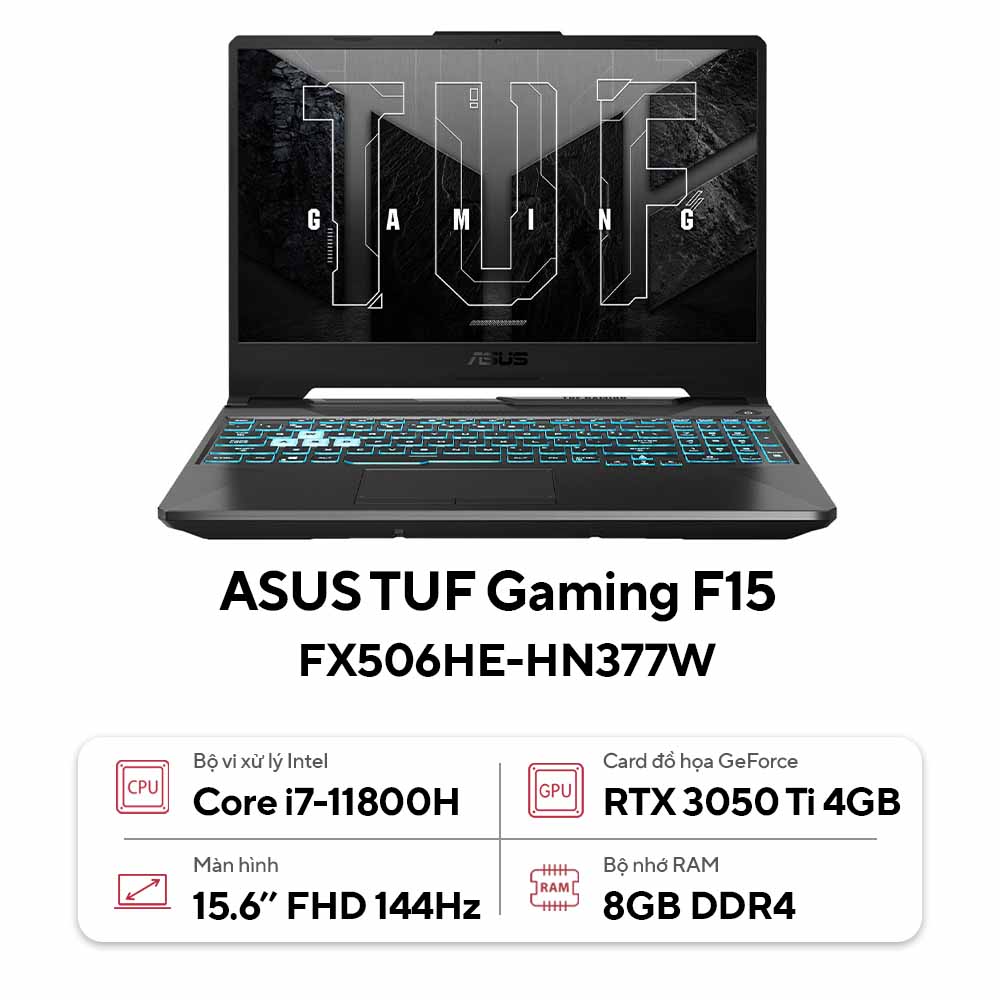 TUF
GAMING
ASUS
THE GAMING
ASUS TUF Gaming F15
FX506HE-HN377W
CPU
Bộ vi xử lý Intel
Core i7-11800H
GPU
Card đồ họa GeForce
RTX 3050 Ti 4GB
Màn hình
15.6″ FHD 144Hz
RAM
Bộ nhớ RAM
8GB DDR4